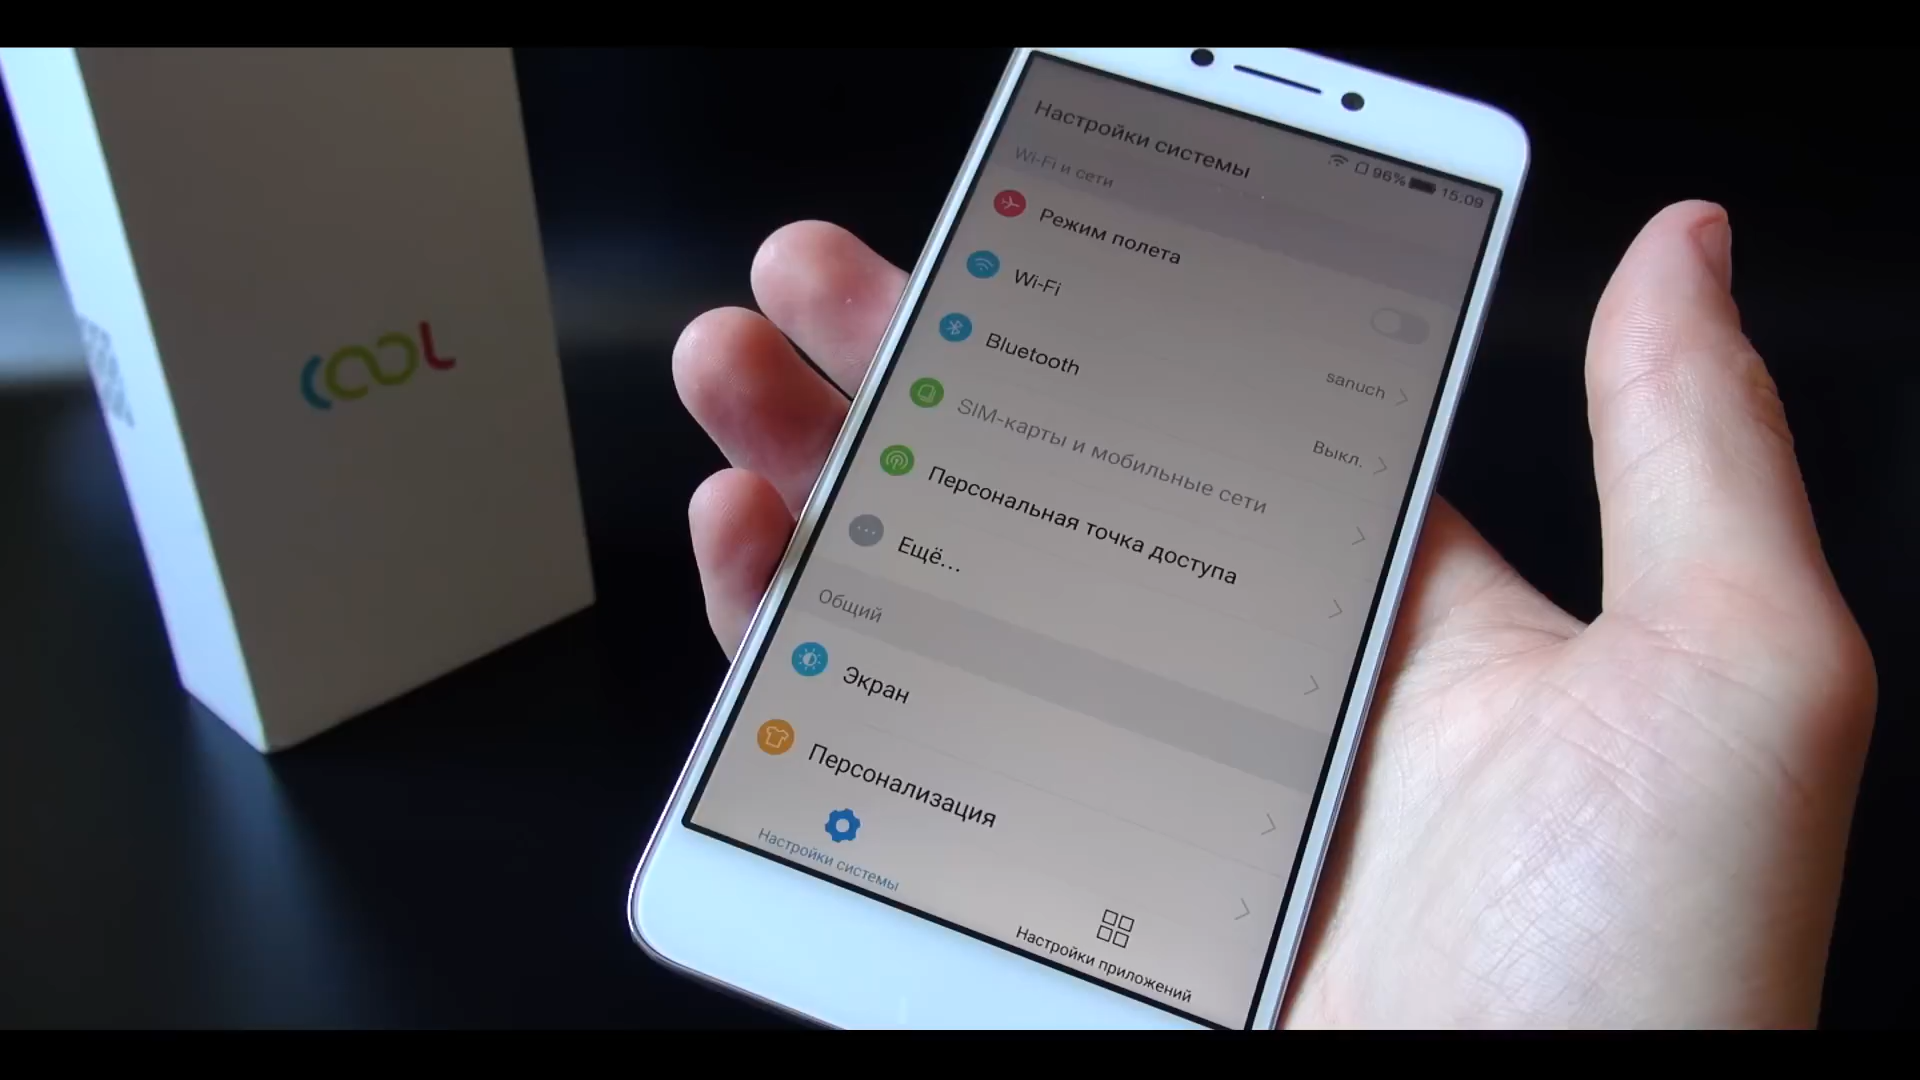 COOL
Настройки системы
96% 15:09
Wi-Fi и сети
Режим полета
Wi-Fi
sanuch
Bluetooth
Выкл.
SIM-карты и мобильные сети
Персональная точка доступа
Ещё...
Общий
Экран
Персонализация
Настройки системы
Настройки приложений